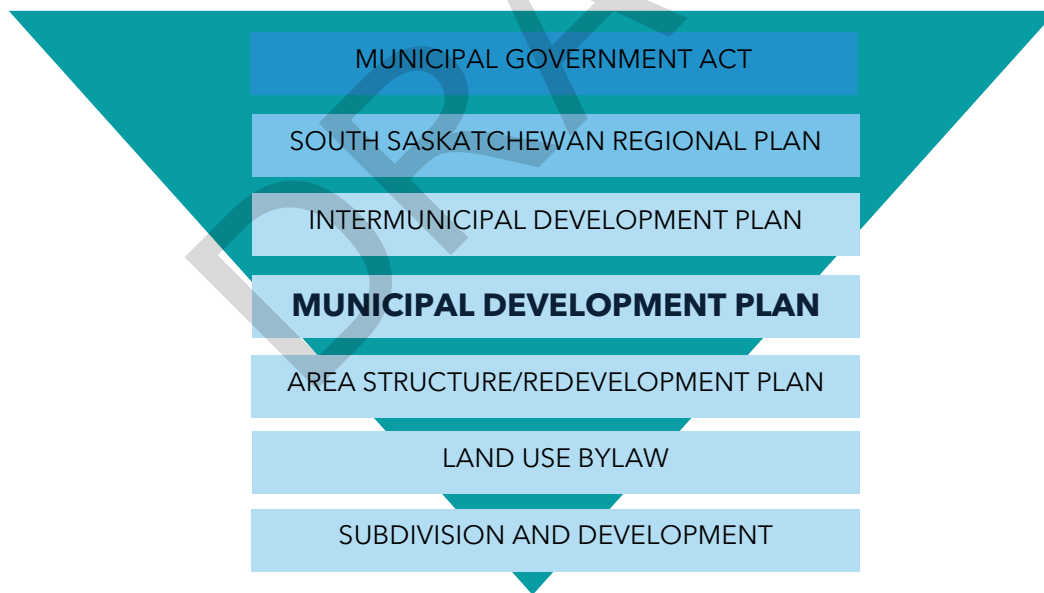 MUNICIPAL GOVERNMENT ACT
SOUTH SASKATCHEWAN REGIONAL PLAN
INTERMUNICIPAL DEVELOPMENT PLAN
MUNICIPAL DEVELOPMENT PLAN
AREA STRUCTURE/REDEVELOPMENT PLAN
LAND USE BYLAW
SUBDIVISION AND DEVELOPMENT
DRA